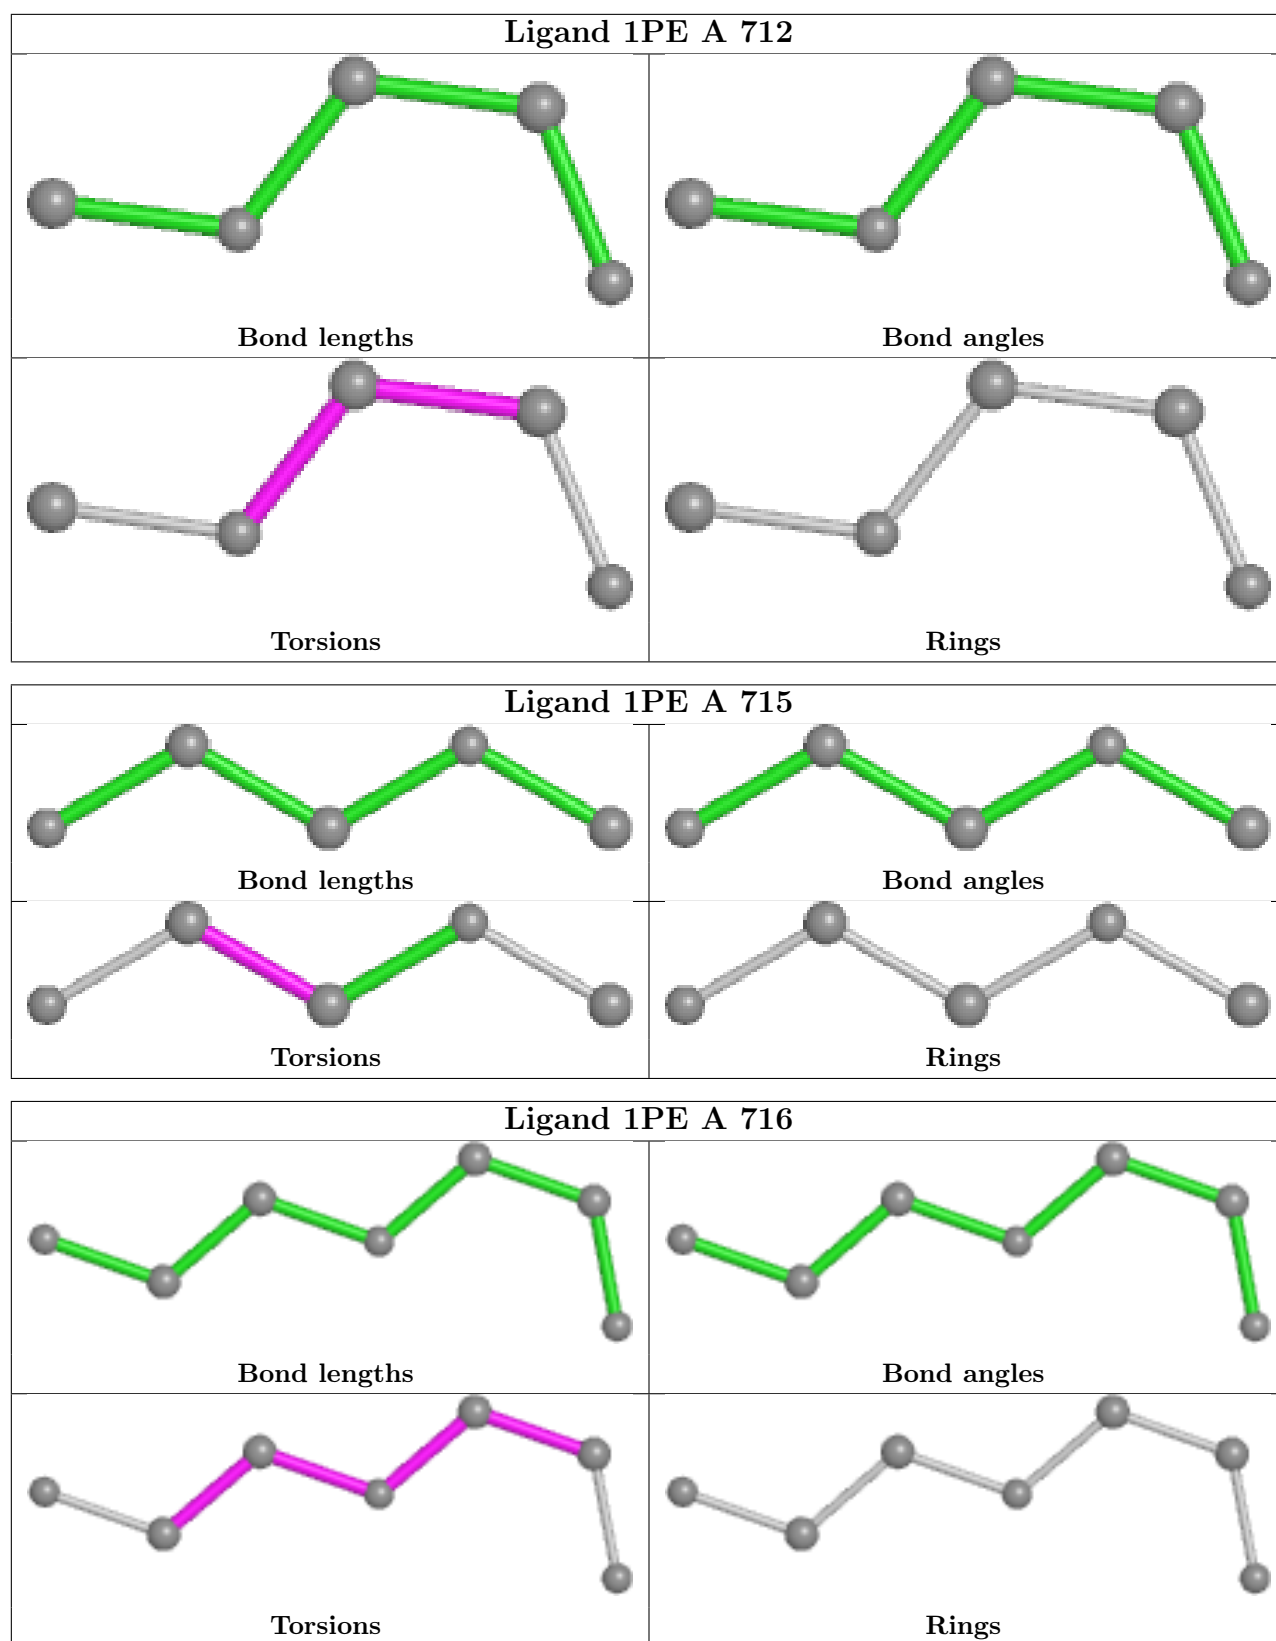 Ligand 1PE A 712
Bond lengths
Bond angles
Torsions
Rings
Ligand 1PE A 715
Bond lengths
Bond angles
Torsions
Rings
Ligand 1PE A 716
Bond lengths
Bond angles
Torsions
Rings